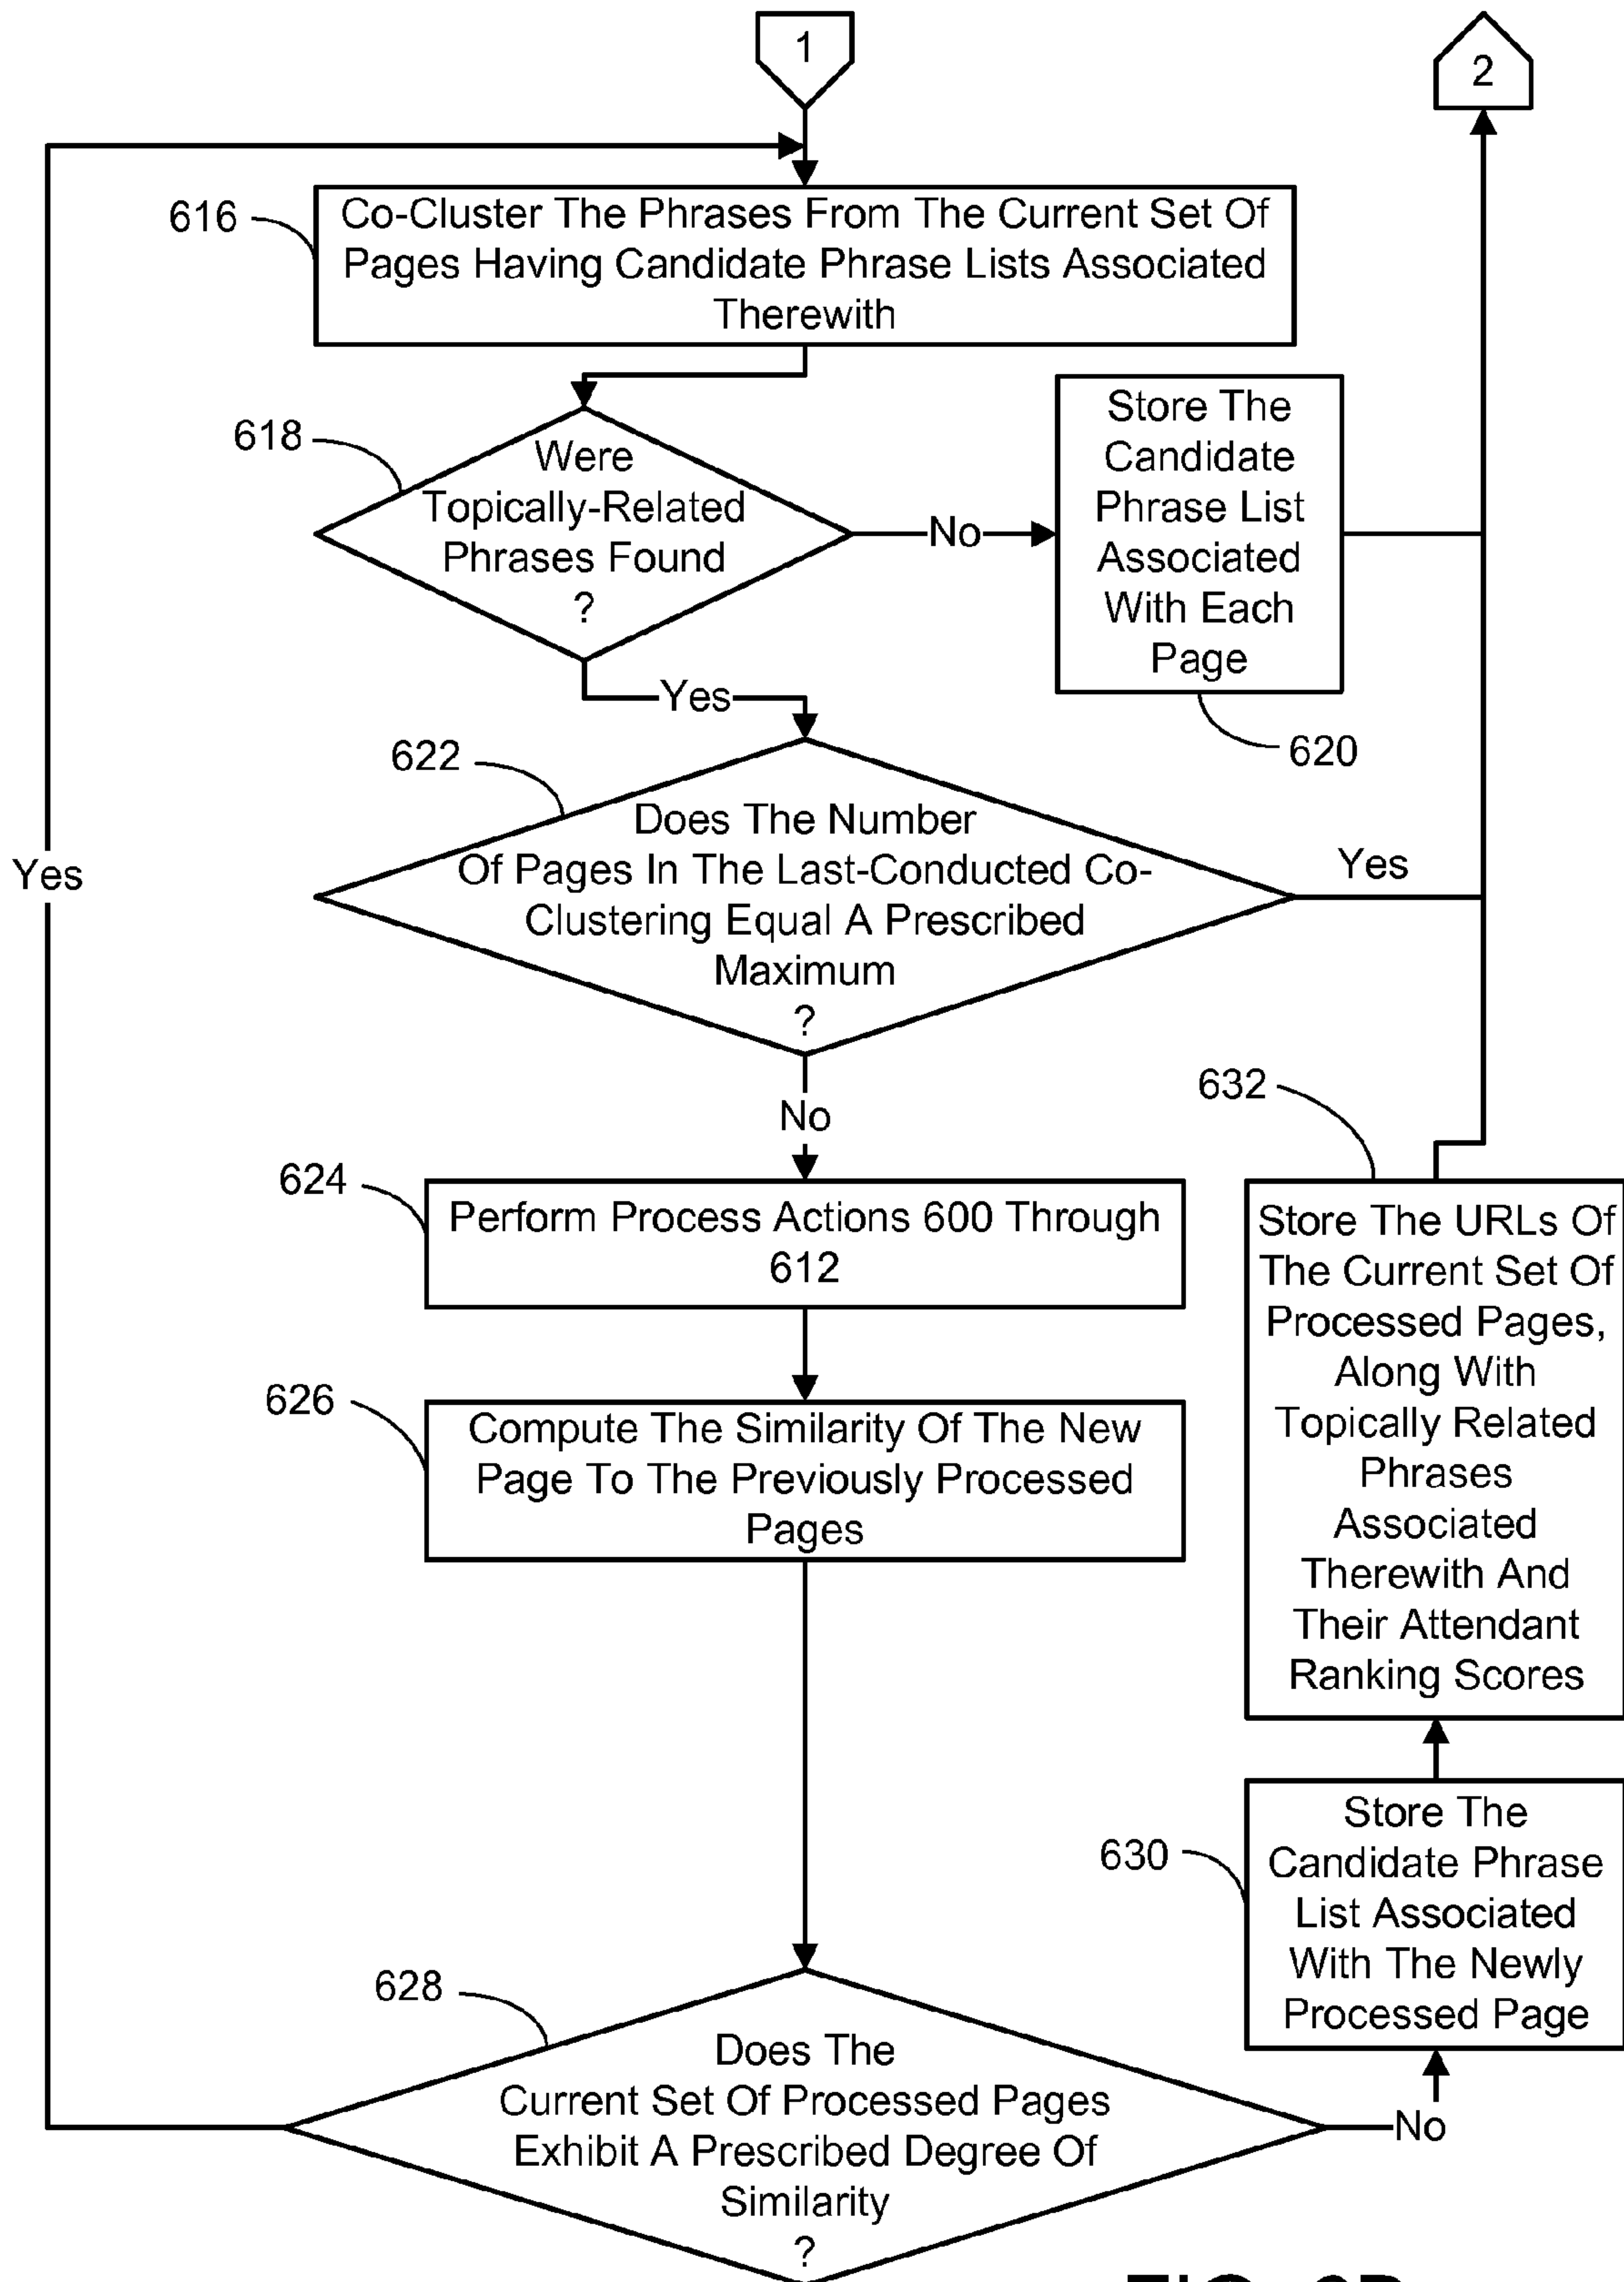 1
2
616
Co-Cluster The Phrases From The Current Set Of
Pages Having Candidate Phrase Lists Associated
Therewith
618
Were
Topically-Related
Phrases Found
?
No
Store The
Candidate
Phrase List
Associated
With Each
Page
620
Yes
622
Does The Number
Of Pages In The Last-Conducted Co-
Clustering Equal A Prescribed
Maximum
?
Yes
Yes
No
624
Perform Process Actions 600 Through
612
626
Compute The Similarity Of The New
Page To The Previously Processed
Pages
632
Store The URLs Of
The Current Set Of
Processed Pages,
Along With
Topically Related
Phrases
Associated
Therewith And
Their Attendant
Ranking Scores
630
Store The
Candidate Phrase
List Associated
With The Newly
Processed Page
628
Does The
Current Set Of Processed Pages
Exhibit A Prescribed Degree Of
Similarity
?
No